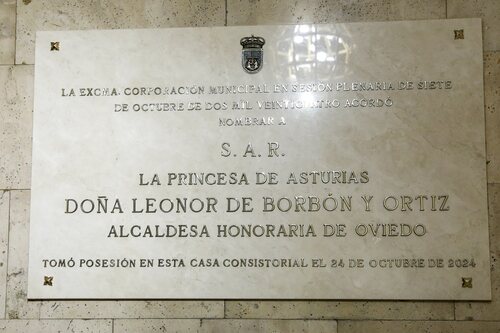 LA EXCMA. CORPORACIÓN MUNICIPAL EN SESIÓN PLENARIA DE SIETE
DE OCTUBRE DE DOS MIL VEINTICUATRO ACORDÓ
NOMBRAR A
S. A. R.
LA PRINCESA DE ASTURIAS
DOÑA LEONOR DE BORBÓN Y ORTIZ
ALCALDESA HONORARIA DE OVIEDO
TOMÓ POSESIÓN EN ESTA CASA CONSISTORIAL EL 24 DE OCTUBRE DE 2024